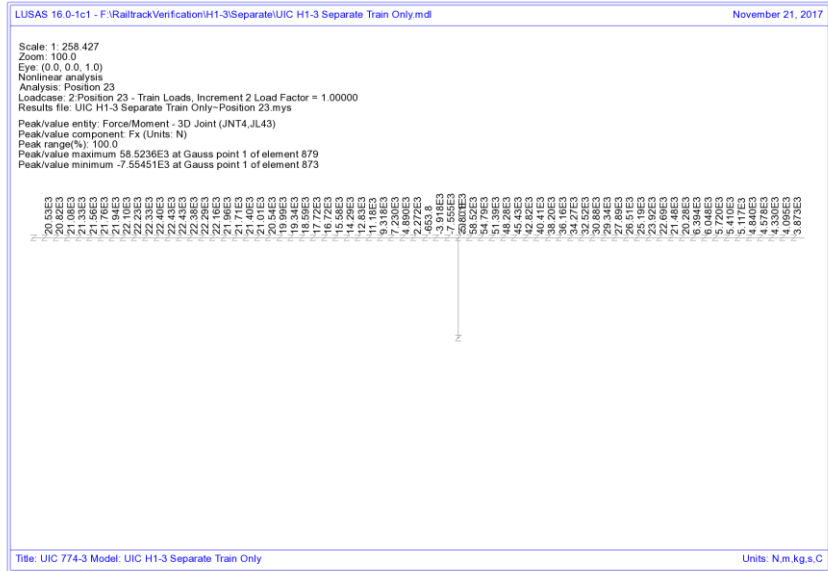 LUSAS 16.0-1c1 - F:\RailtrackVerification\H1-3\Separate\UIC H1-3 Separate Train Only.mdl November 21, 2017
Scale: 1: 258.427
Zoom: 100.0
Eye: (0.0, 0.0, 1.0)
Nonlinear analysis
Analysis: Position 23
Loadcase: 2:Position 23 - Train Loads, Increment 2 Load Factor = 1.00000
Results file: UIC H1-3 Separate Train Only~Position 23.mys
Peak/value entity: Force/Moment - 3D Joint (JNT4,JL43)
Peak/value component: Fx (Units: N)
Peak range(%): 100.0
Peak/value maximum 58.5236E3 at Gauss point 1 of element 879
Peak/value minimum -7.55451E3 at Gauss point 1 of element 873
20.53E3
20.82E3
21.08E3
21.33E3
21.56E3
21.76E3
21.94E3
22.10E3
22.23E3
22.33E3
22.40E3
22.43E3
22.43E3
22.38E3
22.29E3
22.16E3
21.96E3
21.71E3
21.40E3
21.01E3
20.54E3
19.99E3
19.34E3
18.59E3
17.72E3
16.72E3
15.58E3
14.29E3
12.83E3
11.18E3
9.318E3
7.230E3
4.890E3
2.272E3
-653.8
-3.918E3
-7.555E3
58.52E3
54.79E3
51.39E3
48.28E3
45.43E3
42.82E3
40.41E3
38.20E3
36.16E3
34.27E3
32.52E3
30.88E3
29.34E3
27.89E3
26.51E3
25.19E3
23.92E3
22.69E3
21.48E3
20.28E3
6.394E3
6.048E3
5.720E3
5.410E3
5.117E3
4.840E3
4.578E3
4.330E3
4.095E3
3.873E3
Title: UIC 774-3 Model: UIC H1-3 Separate Train Only Units: N,m,kg,s,C